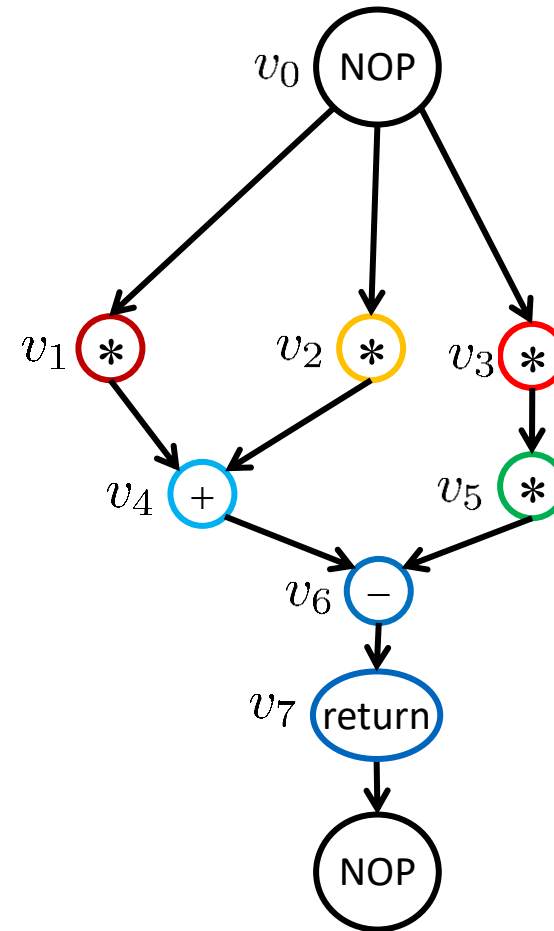 v0 NOP
v1 *
v2 *
v3 *
v4 +
v5 *
v6 −
v7 return
NOP